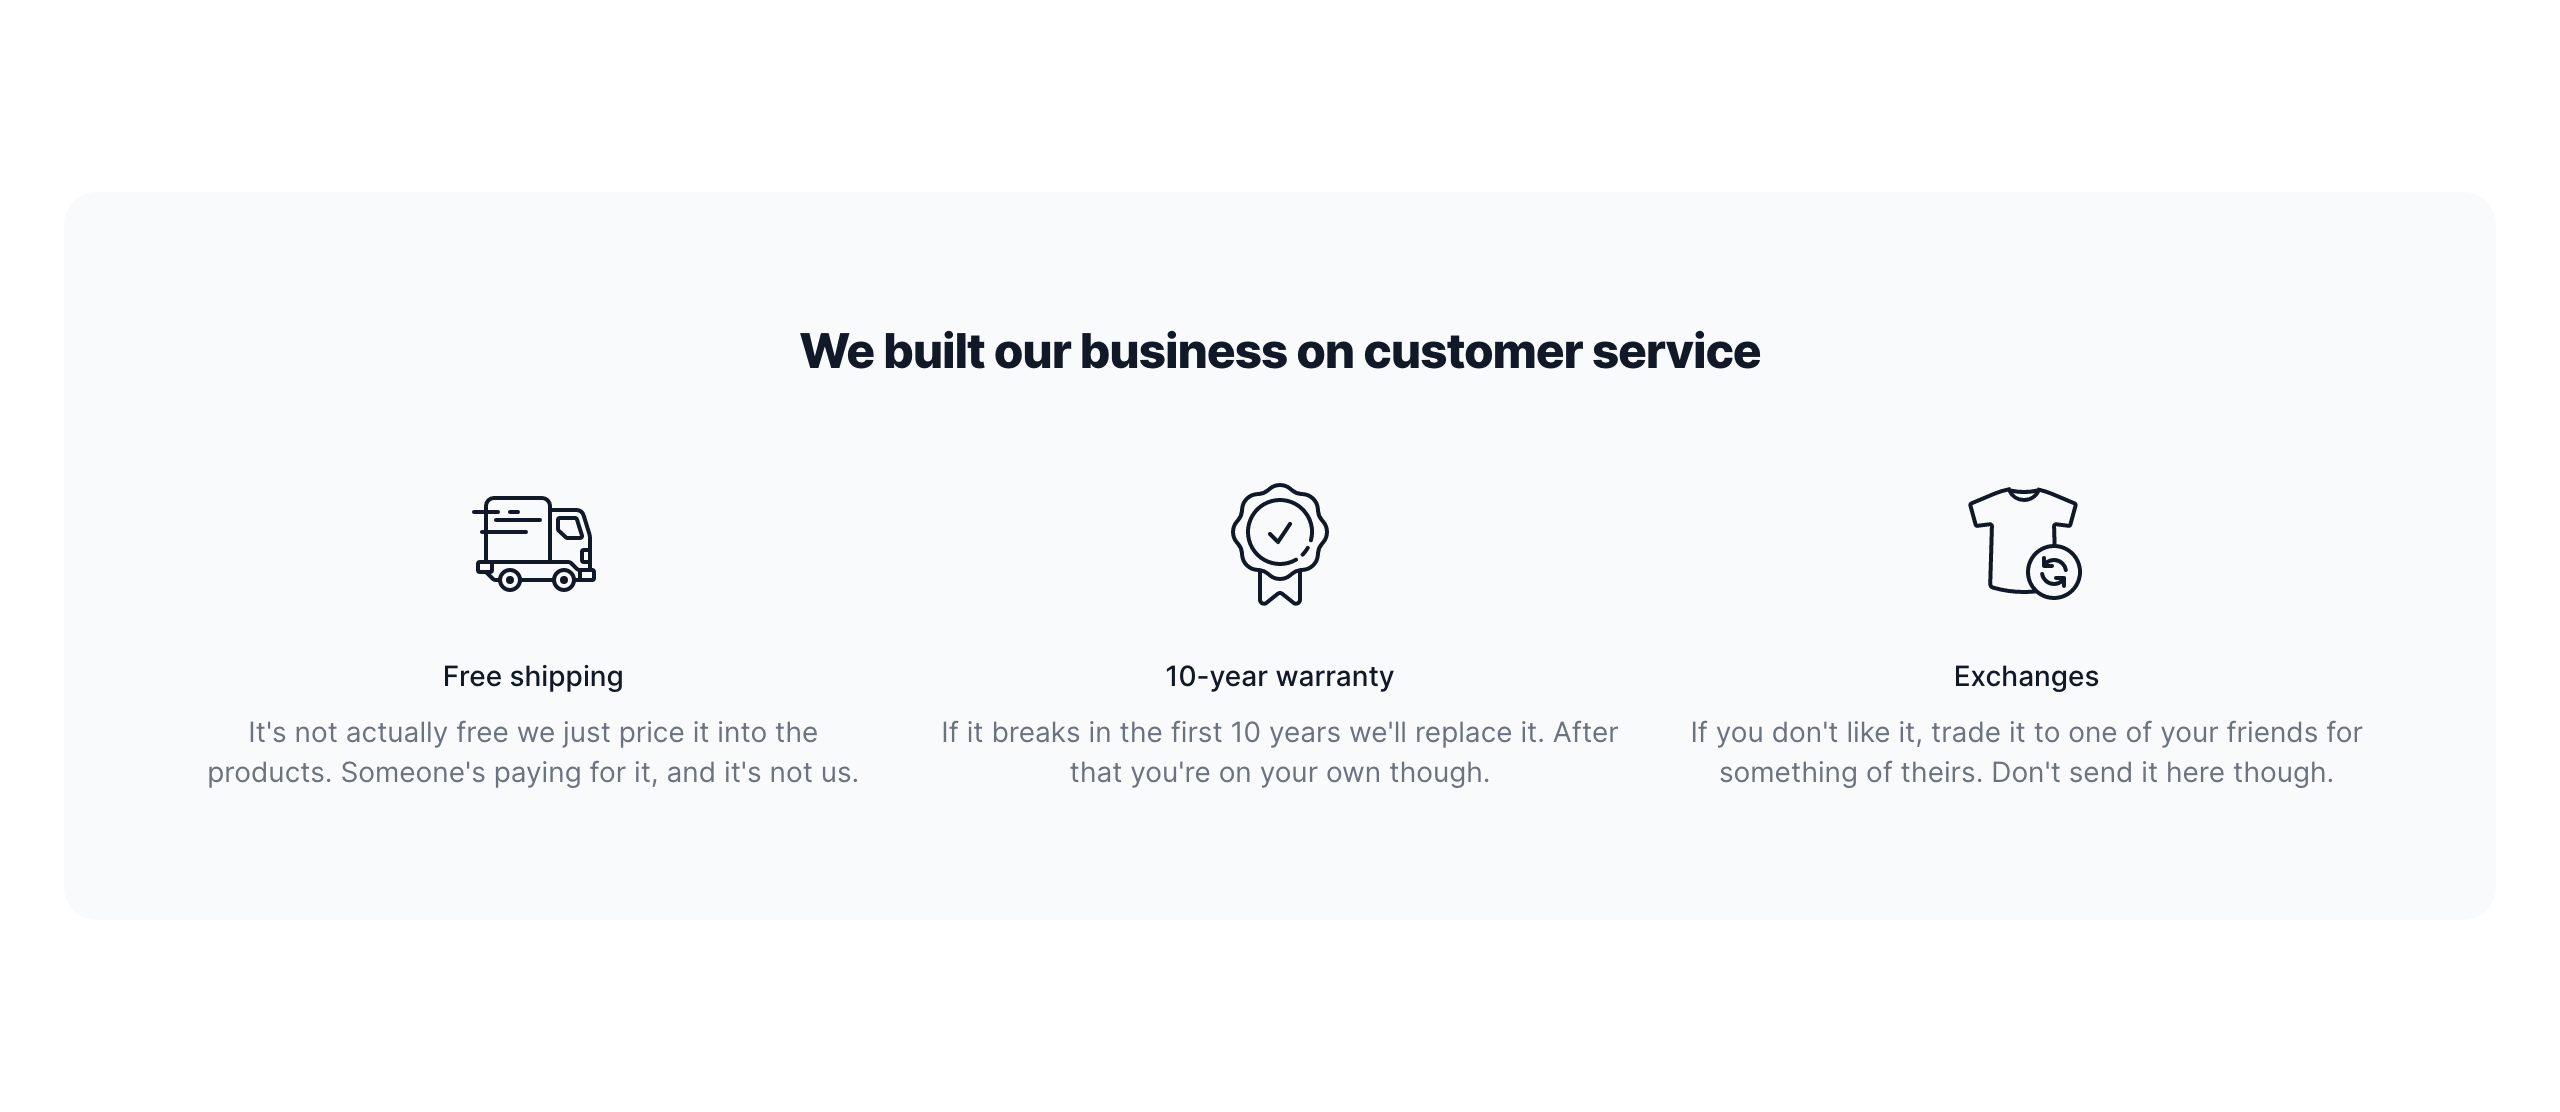 We built our business on customer service
Free shipping
It's not actually free we just price it into the
products. Someone's paying for it, and it's not us.
10-year warranty
If it breaks in the first 10 years we'll replace it. After
that you're on your own though.
Exchanges
If you don't like it, trade it to one of your friends for
something of theirs. Don't send it here though.